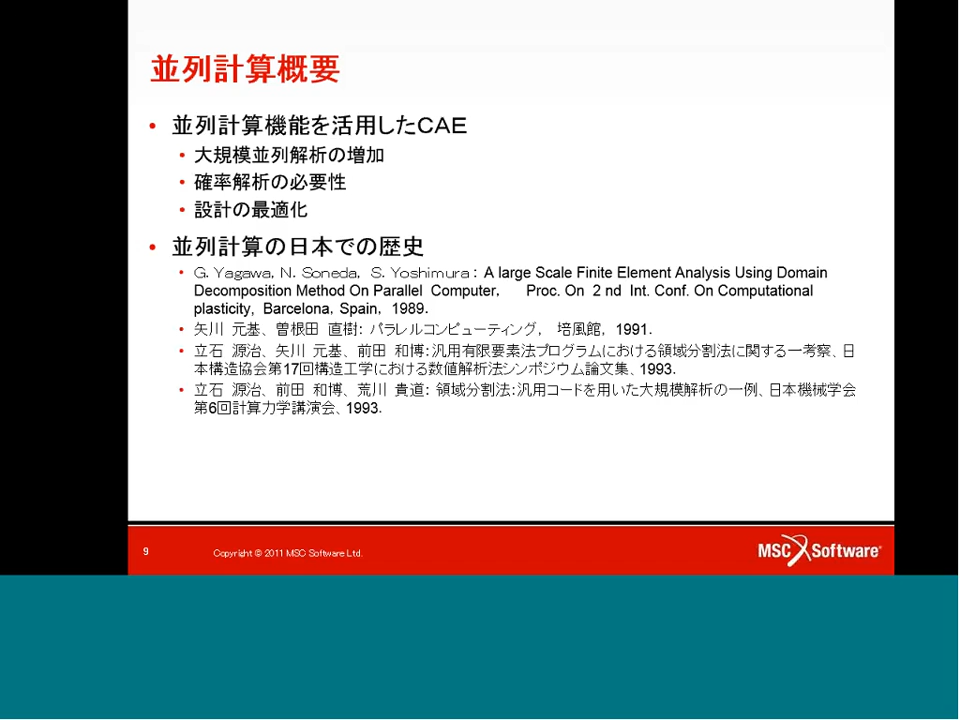 並列計算概要
• 並列計算機能を活用したCAE
• 大規模並列解析の増加
• 確率解析の必要性
• 設計の最適化
• 並列計算の日本での歴史
• G. Yagawa, N. Soneda, S. Yoshimura : A large Scale Finite Element Analysis Using Domain
Decomposition Method On Parallel Computer, Proc. On 2 nd Int. Conf. On Computational
plasticity, Barcelona, Spain, 1989.
• 矢川 元基、曽根田 直樹: パラレルコンピューティング, 培風館, 1991.
• 立石 源治、矢川 元基、前田 和博:汎用有限要素法プログラムにおける領域分割法に関する一考察、日
本構造協会第17回構造工学における数値解析法シンポジウム論文集、1993.
• 立石 源治、前田 和博、荒川 貴道: 領域分割法:汎用コードを用いた大規模解析の一例、日本機械学会
第6回計算力学講演会、1993.
9 Copyright © 2011 MSC Software Ltd. MSC Software